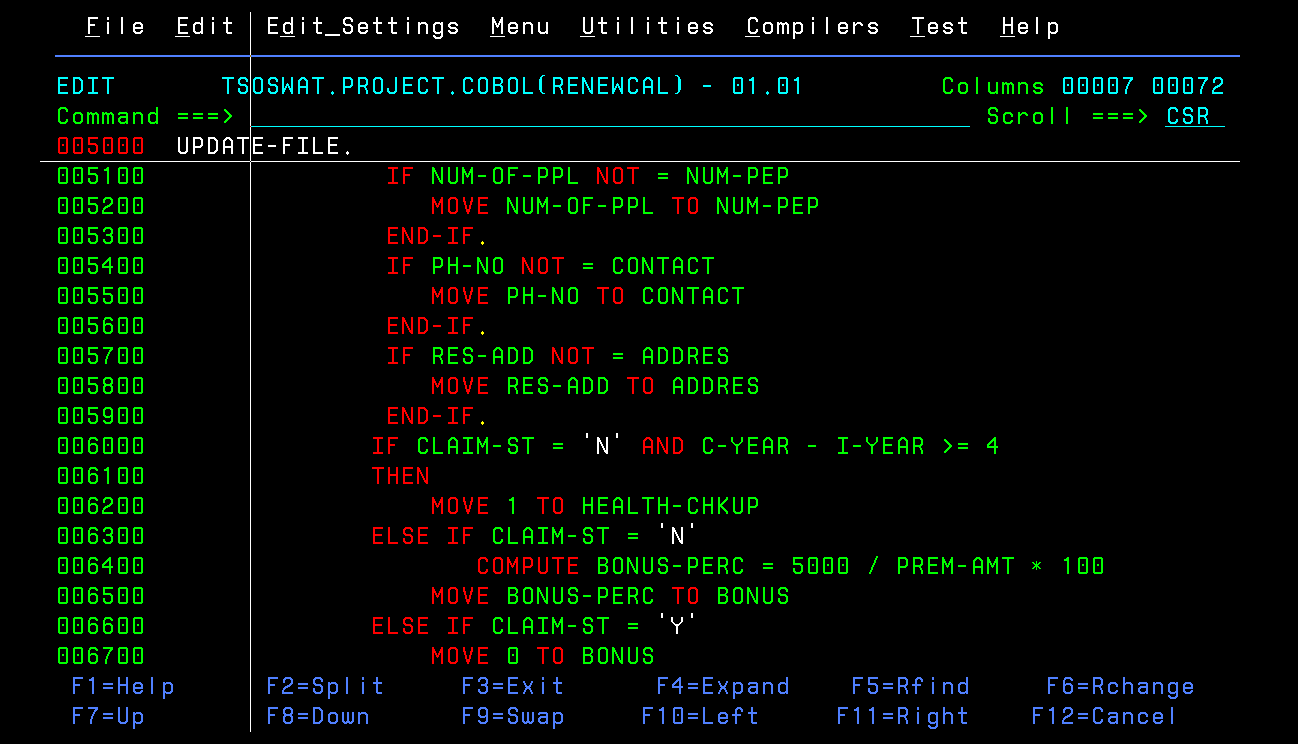 File  Edit  Edit_Settings  Menu  Utilities  Compilers  Test  Help
EDIT       TSOSWAT.PROJECT.COBOL(RENEWCAL) - 01.01         Columns 00007 00072
Command ===>                                                  Scroll ===> CSR
005000  UPDATE-FILE.
005100                IF NUM-OF-PPL NOT = NUM-PEP
005200                   MOVE NUM-OF-PPL TO NUM-PEP
005300                END-IF.
005400                IF PH-NO NOT = CONTACT
005500                   MOVE PH-NO TO CONTACT
005600                END-IF.
005700                IF RES-ADD NOT = ADDRES
005800                   MOVE RES-ADD TO ADDRES
005900                END-IF.
006000               IF CLAIM-ST = 'N' AND C-YEAR - I-YEAR >= 4
006100               THEN
006200                   MOVE 1 TO HEALTH-CHKUP
006300               ELSE IF CLAIM-ST = 'N'
006400                      COMPUTE BONUS-PERC = 5000 / PREM-AMT * 100
006500                   MOVE BONUS-PERC TO BONUS
006600               ELSE IF CLAIM-ST = 'Y'
006700                   MOVE 0 TO BONUS
F1=Help      F2=Split     F3=Exit      F4=Expand    F5=Rfind     F6=Rchange
F7=Up        F8=Down      F9=Swap     F10=Left     F11=Right    F12=Cancel